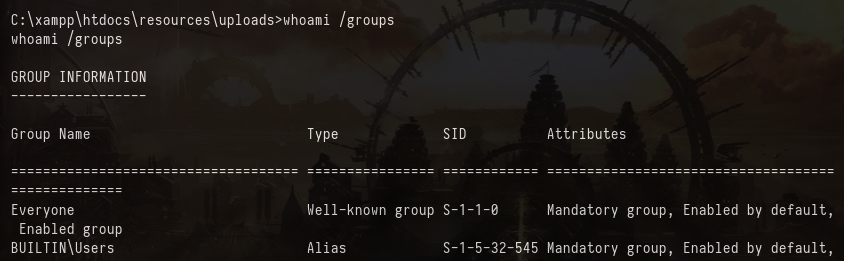 C:\xampp\htdocs\resources\uploads>whoami /groups
whoami /groups
GROUP INFORMATION
-----------------
Group Name                           Type             SID          Attributes
==================================== ================ ============ ===================================
==============
Everyone                             Well-known group S-1-1-0      Mandatory group, Enabled by default,
 Enabled group
BUILTIN\Users                        Alias            S-1-5-32-545 Mandatory group, Enabled by default,